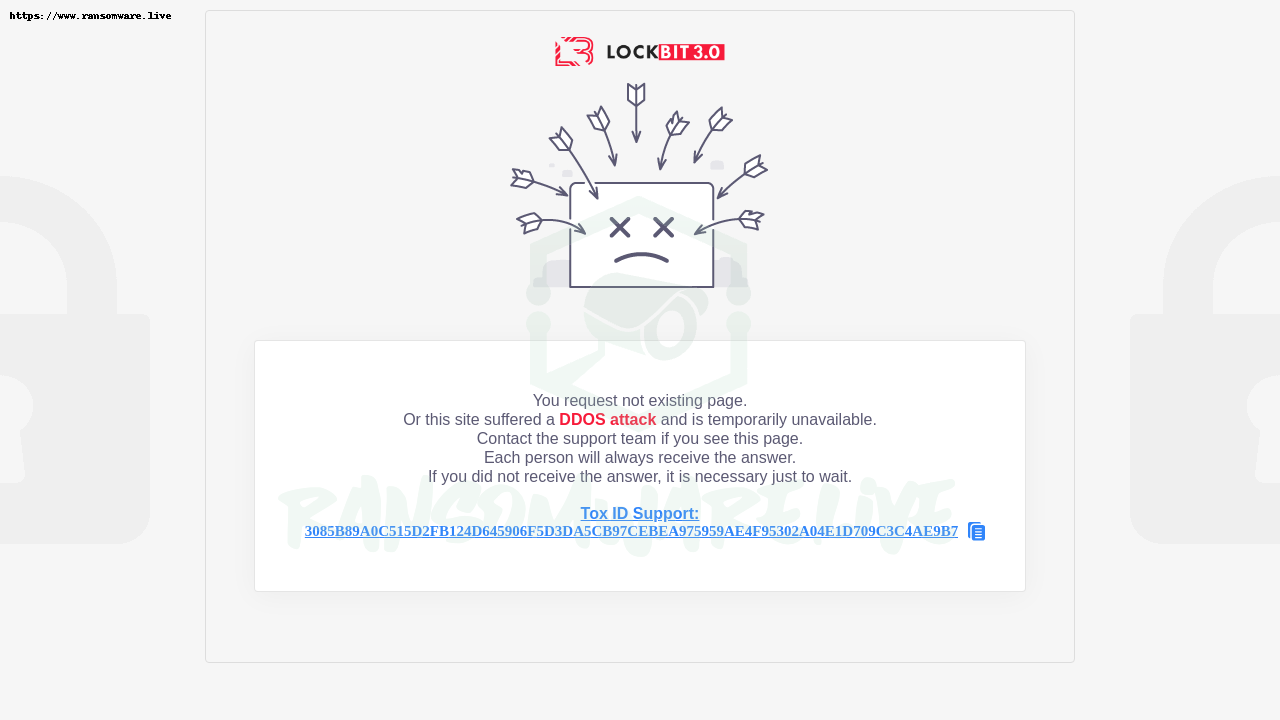 https://www.ransomware.live
LOCKBIT 3.0
You request not existing page.
Or this site suffered a DDOS attack and is temporarily unavailable.
Contact the support team if you see this page.
Each person will always receive the answer.
If you did not receive the answer, it is necessary just to wait.
RANSOMWARE LIVE
Tox ID Support:
3085B89A0C515D2FB124D645906F5D3DA5CB97CEBEA975959AE4F95302A04E1D709C3C4AE9B7